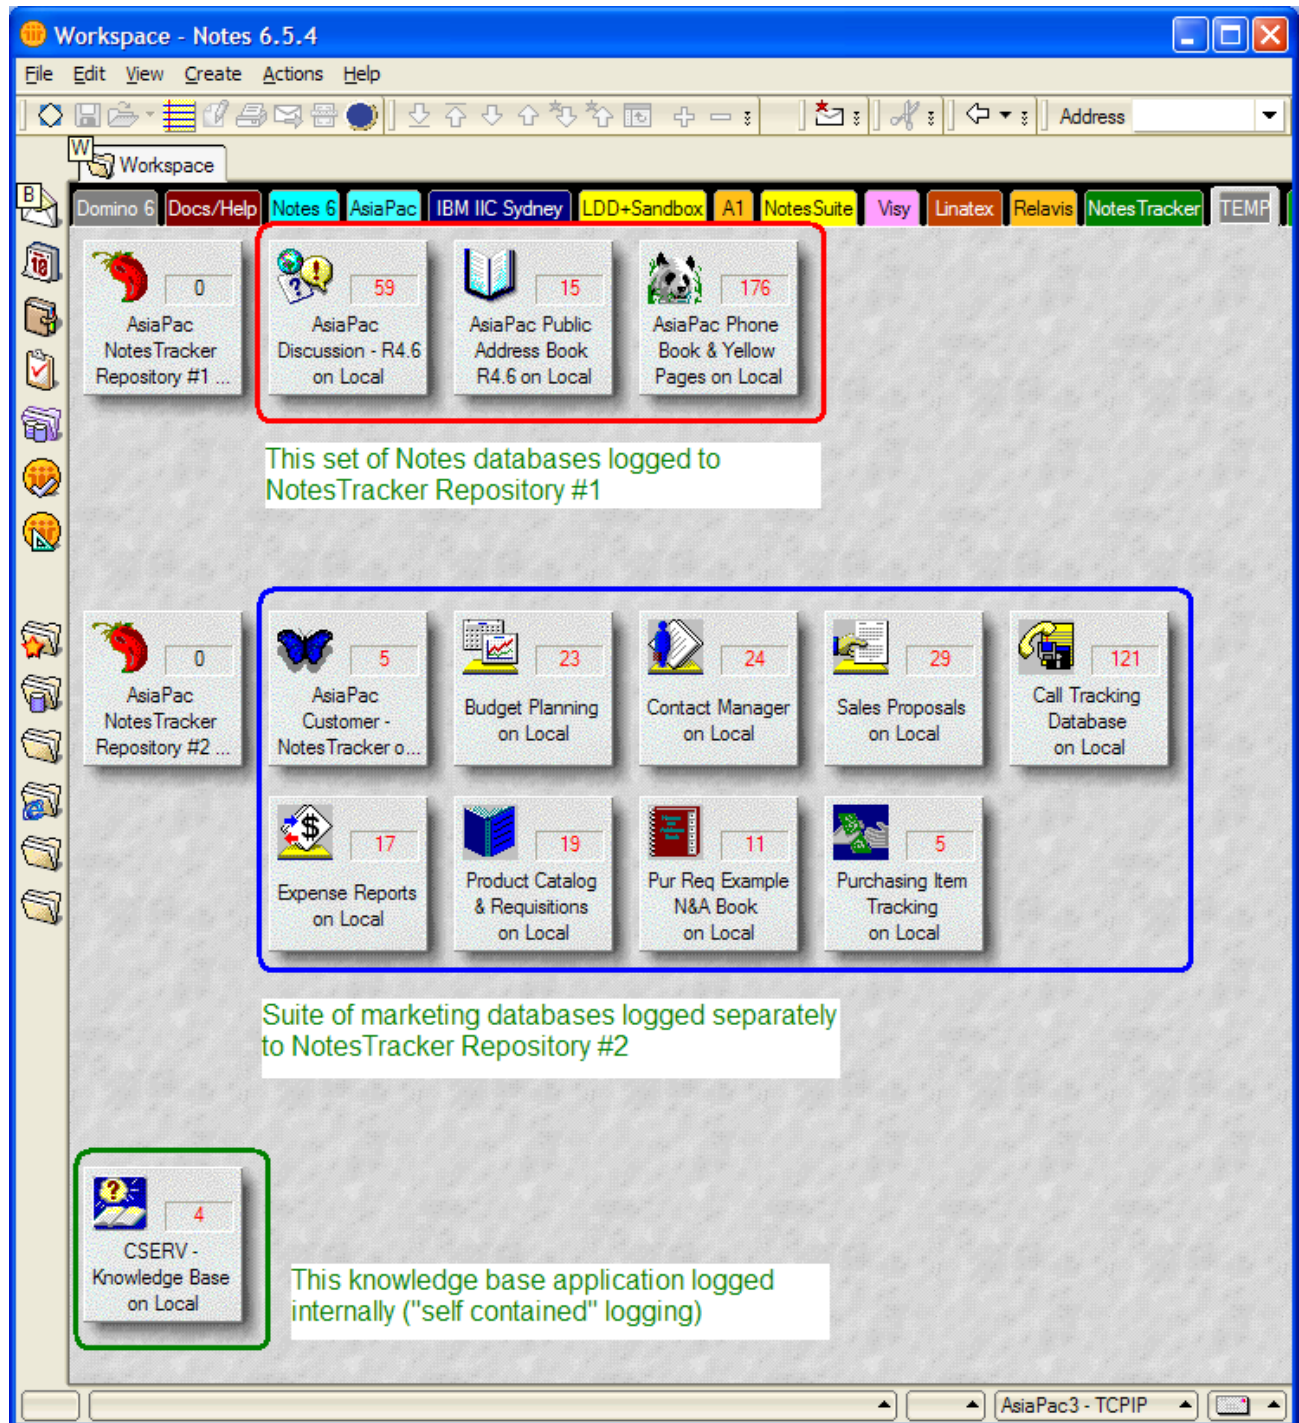 Workspace - Notes 6.5.4
File Edit View Create Actions Help
Address
W
Workspace
B
Domino 6 Docs/Help Notes 6 AsiaPac IBM IIC Sydney LDD+Sandbox A1 NotesSuite Visy Linatex Relavis NotesTracker TEMP
18
0
AsiaPac
NotesTracker
Repository #1 ...
59
AsiaPac
Discussion - R4.6
on Local
15
AsiaPac Public
Address Book
R4.6 on Local
176
AsiaPac Phone
Book & Yellow
Pages on Local
This set of Notes databases logged to
NotesTracker Repository #1
0
AsiaPac
NotesTracker
Repository #2 ...
5
AsiaPac
Customer -
NotesTracker o...
23
Budget Planning
on Local
24
Contact Manager
on Local
29
Sales Proposals
on Local
121
Call Tracking
Database
on Local
17
Expense Reports
on Local
19
Product Catalog
& Requisitions
on Local
11
Pur Req Example
N&A Book
on Local
5
Purchasing Item
Tracking
on Local
Suite of marketing databases logged separately
to NotesTracker Repository #2
4
CSERV -
Knowledge Base
on Local
This knowledge base application logged
internally ("self contained" logging)
AsiaPac3 - TCPIP